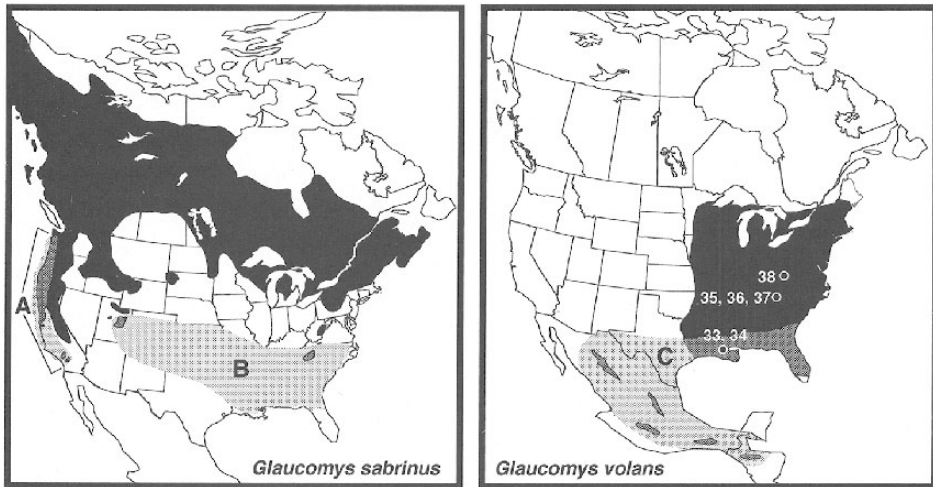 A
B
Glaucomys sabrinus
38
35, 36, 37
33, 34
C
Glaucomys volans